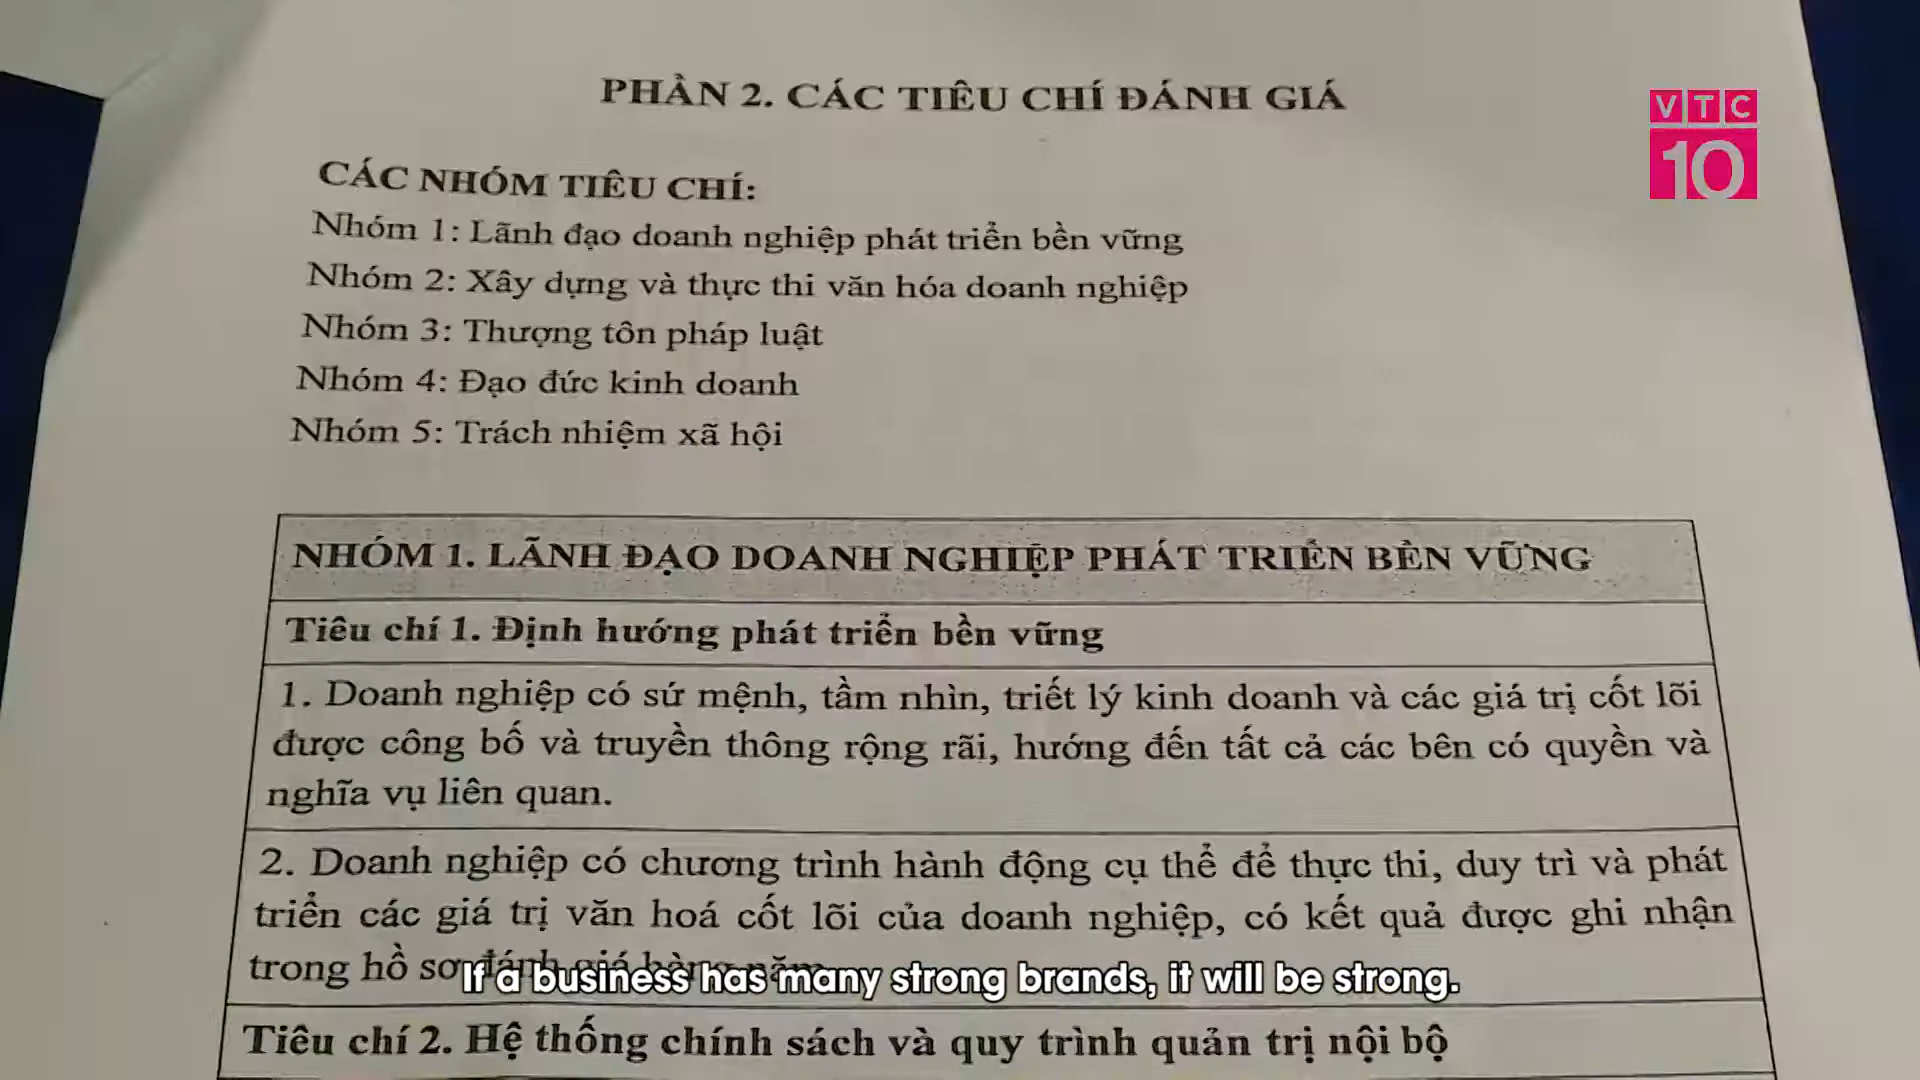 PHẦN 2. CÁC TIÊU CHÍ ĐÁNH GIÁ
VTC
10
CÁC NHÓM TIÊU CHÍ:
Nhóm 1: Lãnh đạo doanh nghiệp phát triển bền vững
Nhóm 2: Xây dựng và thực thi văn hóa doanh nghiệp
Nhóm 3: Thượng tôn pháp luật
Nhóm 4: Đạo đức kinh doanh
Nhóm 5: Trách nhiệm xã hội
NHÓM 1. LÃNH ĐẠO DOANH NGHIỆP PHÁT TRIỂN BỀN VỮNG
Tiêu chí 1. Định hướng phát triển bền vững
1. Doanh nghiệp có sứ mệnh, tầm nhìn, triết lý kinh doanh và các giá trị cốt lõi
được công bố và truyền thông rộng rãi, hướng đến tất cả các bên có quyền và
nghĩa vụ liên quan.
2. Doanh nghiệp có chương trình hành động cụ thể để thực thi, duy trì và phát
triển các giá trị văn hoá cốt lõi của doanh nghiệp, có kết quả được ghi nhận
trong hồ sơ
If a business has many strong brands, it will be strong.
Tiêu chí 2. Hệ thống chính sách và quy trình quản trị nội bộ